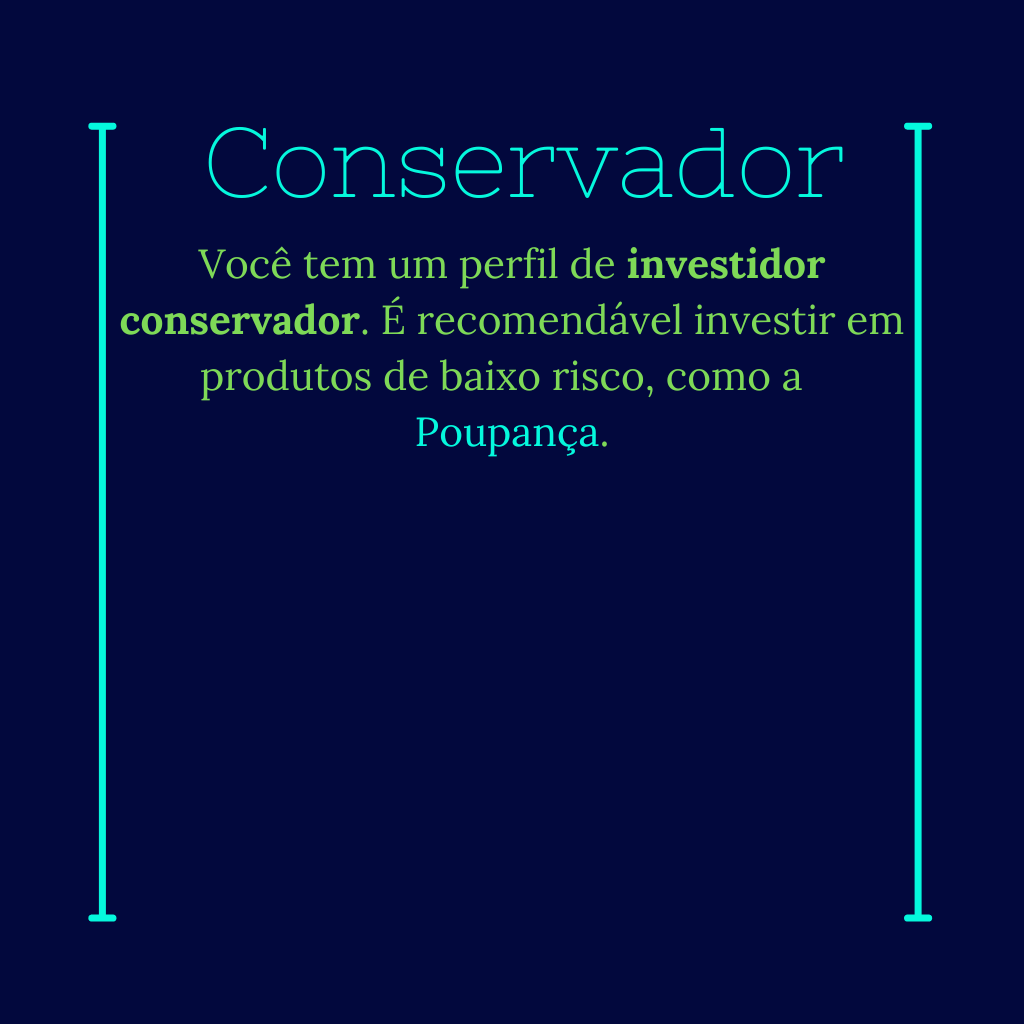 Conservador
Você tem um perfil de investidor
conservador. É recomendável investir em
produtos de baixo risco, como a
Poupança.